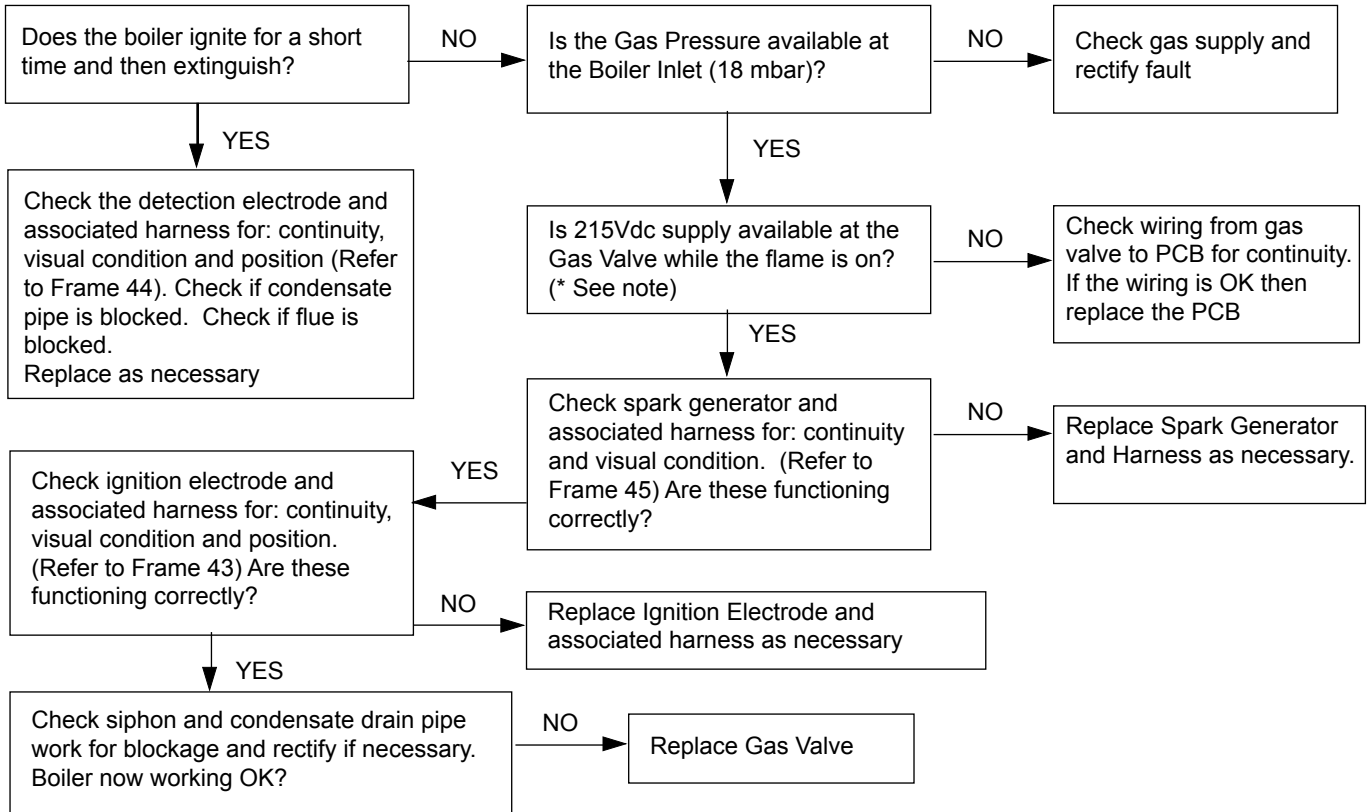 Does the boiler ignite for a short
time and then extinguish?
NO
Is the Gas Pressure available at
the Boiler Inlet (18 mbar)?
NO
Check gas supply and
rectify fault
YES
YES
Check the detection electrode and
associated harness for: continuity,
visual condition and position (Refer
to Frame 44). Check if condensate
pipe is blocked. Check if flue is
blocked.
Replace as necessary
Is 215Vdc supply available at the
Gas Valve while the flame is on?
(* See note)
NO
Check wiring from gas
valve to PCB for continuity.
If the wiring is OK then
replace the PCB
YES
Check spark generator and
associated harness for: continuity
and visual condition. (Refer to
Frame 45) Are these functioning
correctly?
NO
Replace Spark Generator
and Harness as necessary.
YES
Check ignition electrode and
associated harness for: continuity,
visual condition and position.
(Refer to Frame 43) Are these
functioning correctly?
NO
Replace Ignition Electrode and
associated harness as necessary
YES
Check siphon and condensate drain pipe
work for blockage and rectify if necessary.
Boiler now working OK?
NO
Replace Gas Valve